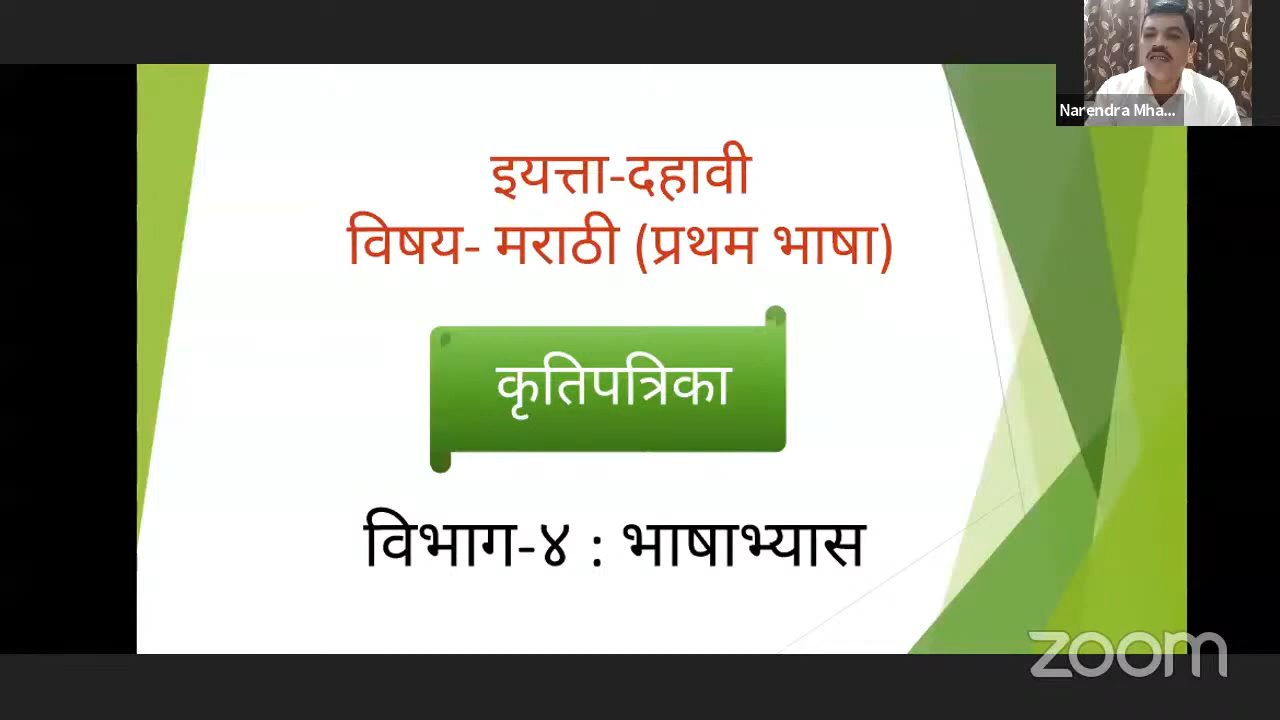 Narendra Mha...
इयत्ता-दहावी
विषय- मराठी (प्रथम भाषा)
कृतिपत्रिका
विभाग-४ : भाषाभ्यास
zoom